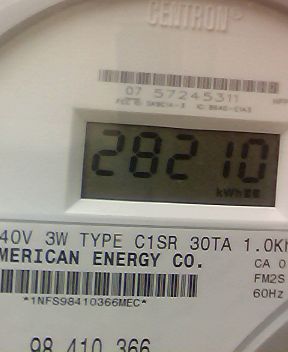 CENTRON®
07 57245311
28210
kWh
40V 3W TYPE C1SR 30TA 1.0Kh
MERICAN ENERGY CO.
CA 0.
FM2S
60Hz
*1NFS98410366MEC*
98 410 366